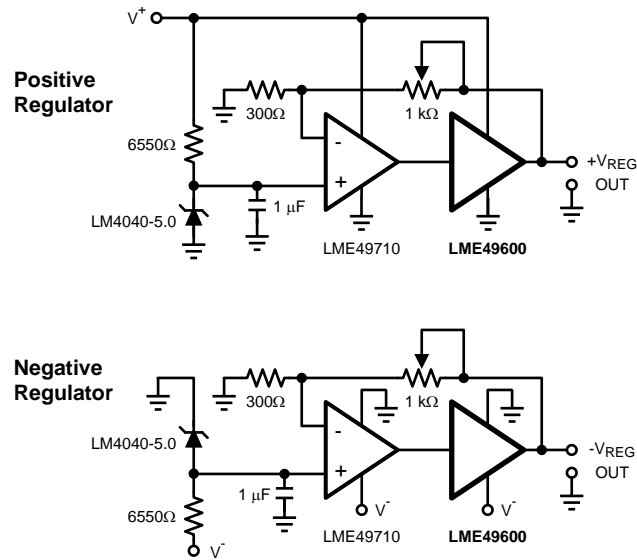 V+
Positive
Regulator
300Ω
1 kΩ
6550Ω
-
+
+VREG
OUT
1 μF
LM4040-5.0
LME49710
LME49600
Negative
Regulator
300Ω
1 kΩ
LM4040-5.0
-
+
-VREG
OUT
1 μF
6550Ω
V-
V-
V-
LME49710
LME49600